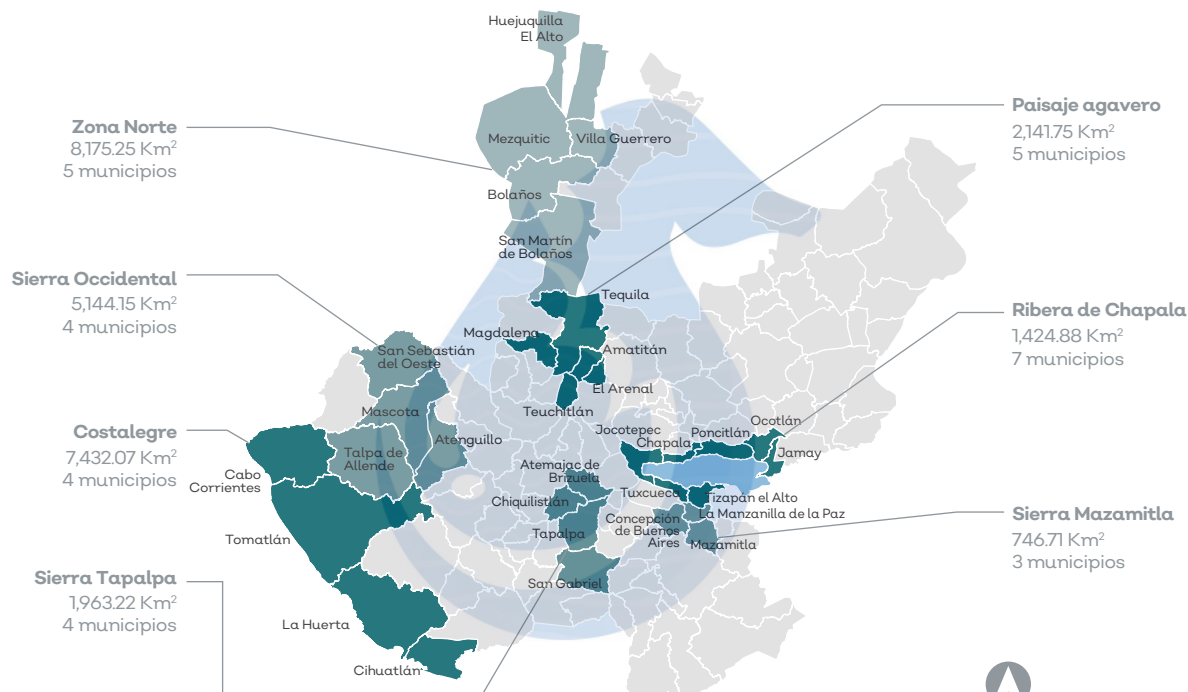 Huejuquilla
El Alto
Zona Norte
8,175.25 Km²
5 municipios
Mezquitic
Villa Guerrero
Bolaños
San Martín
de Bolaños
Paisaje agavero
2,141.75 Km²
5 municipios
Sierra Occidental
5,144.15 Km²
4 municipios
Tequila
Magdalena
Amatitán
El Arenal
Teuchitlán
San Sebastián
del Oeste
Mascota
Atenguillo
Talpa de
Allende
Ribera de Chapala
1,424.88 Km²
7 municipios
Costalegre
7,432.07 Km²
4 municipios
Cabo
Corrientes
Tomatlán
La Huerta
Cihuatlán
Jocotepec
Chapala
Poncitlán
Ocotlán
Jamay
Tuxcueca
Tizapán el Alto
La Manzanilla de la Paz
Concepción
de Buenos
Aires
Mazamitla
Atemajac de
Brizuela
Chiquilistlán
Tapalpa
San Gabriel
Sierra Mazamitla
746.71 Km²
3 municipios
Sierra Tapalpa
1,963.22 Km²
4 municipios